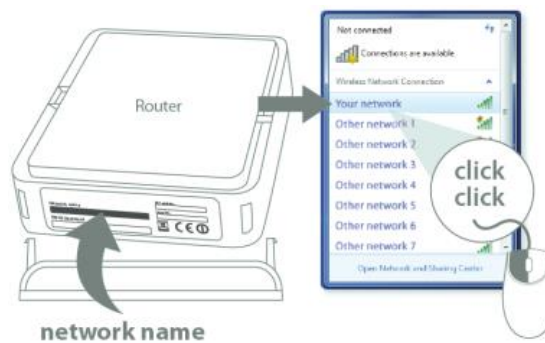 Router
network name
Not connected
Connections are available
Wireless Network Connection
Your network
Other network 1
Other network 2
Other network 3
Other network 4
Other network 5
Other network 6
Other network 7
Open Network and Sharing Center
click
click